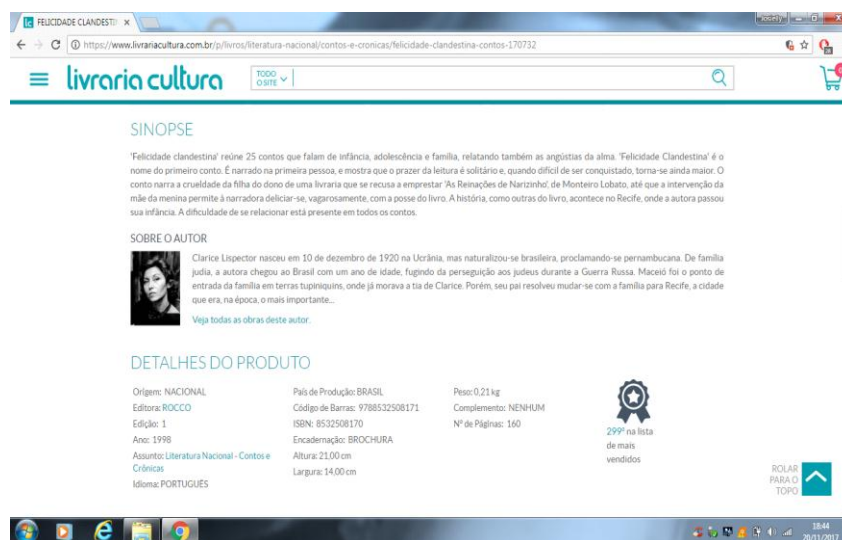 FELICIDADE CLANDESTI
https://www.livrariacultura.com.br/p/livros/literatura-nacional/contos-e-cronicas/felicidade-clandestina-contos-170732
livraria cultura
TODO
O SITE
SINOPSE
'Felicidade clandestina' reúne 25 contos que falam de infância, adolescência e família, relatando também as angústias da alma. 'Felicidade Clandestina' é o
nome do primeiro conto. É narrado na primeira pessoa, e mostra que o prazer da leitura é solitário e, quando difícil de ser conquistado, torna-se ainda maior. O
conto narra a crueldade da filha do dono de uma livraria que se recusa a emprestar 'As Reinações de Narizinho', de Monteiro Lobato, até que a intervenção da
mãe da menina permite à narradora deliciar-se, vagarosamente, com a posse do livro. A história, como outras do livro, acontece no Recife, onde a autora passou
sua infância. A dificuldade de se relacionar está presente em todos os contos.
SOBRE O AUTOR
Clarice Lispector nasceu em 10 de dezembro de 1920 na Ucrânia, mas naturalizou-se brasileira, proclamando-se pernambucana. De família
judia, a autora chegou ao Brasil com um ano de idade, fugindo da perseguição aos judeus durante a Guerra Russa. Maceió foi o ponto de
entrada da família em terras tupiniquins, onde já morava a tia de Clarice. Porém, seu pai resolveu mudar-se com a família para Recife, a cidade
que era, na época, o mais importante...
Veja todas as obras deste autor.
DETALHES DO PRODUTO
Origem: NACIONAL
Editora: ROCCO
Edição: 1
Ano: 1998
Assunto: Literatura Nacional - Contos e
Crônicas
Idioma: PORTUGUÊS
País de Produção: BRASIL
Código de Barras: 9788532508171
ISBN: 8532508170
Encadernação: BROCHURA
Altura: 21,00 cm
Largura: 14,00 cm
Peso: 0,21 kg
Complemento: NENHUM
Nº de Páginas: 160
299º na lista
de mais
vendidos
ROLAR
PARA O
TOPO
18:44
20/11/2017